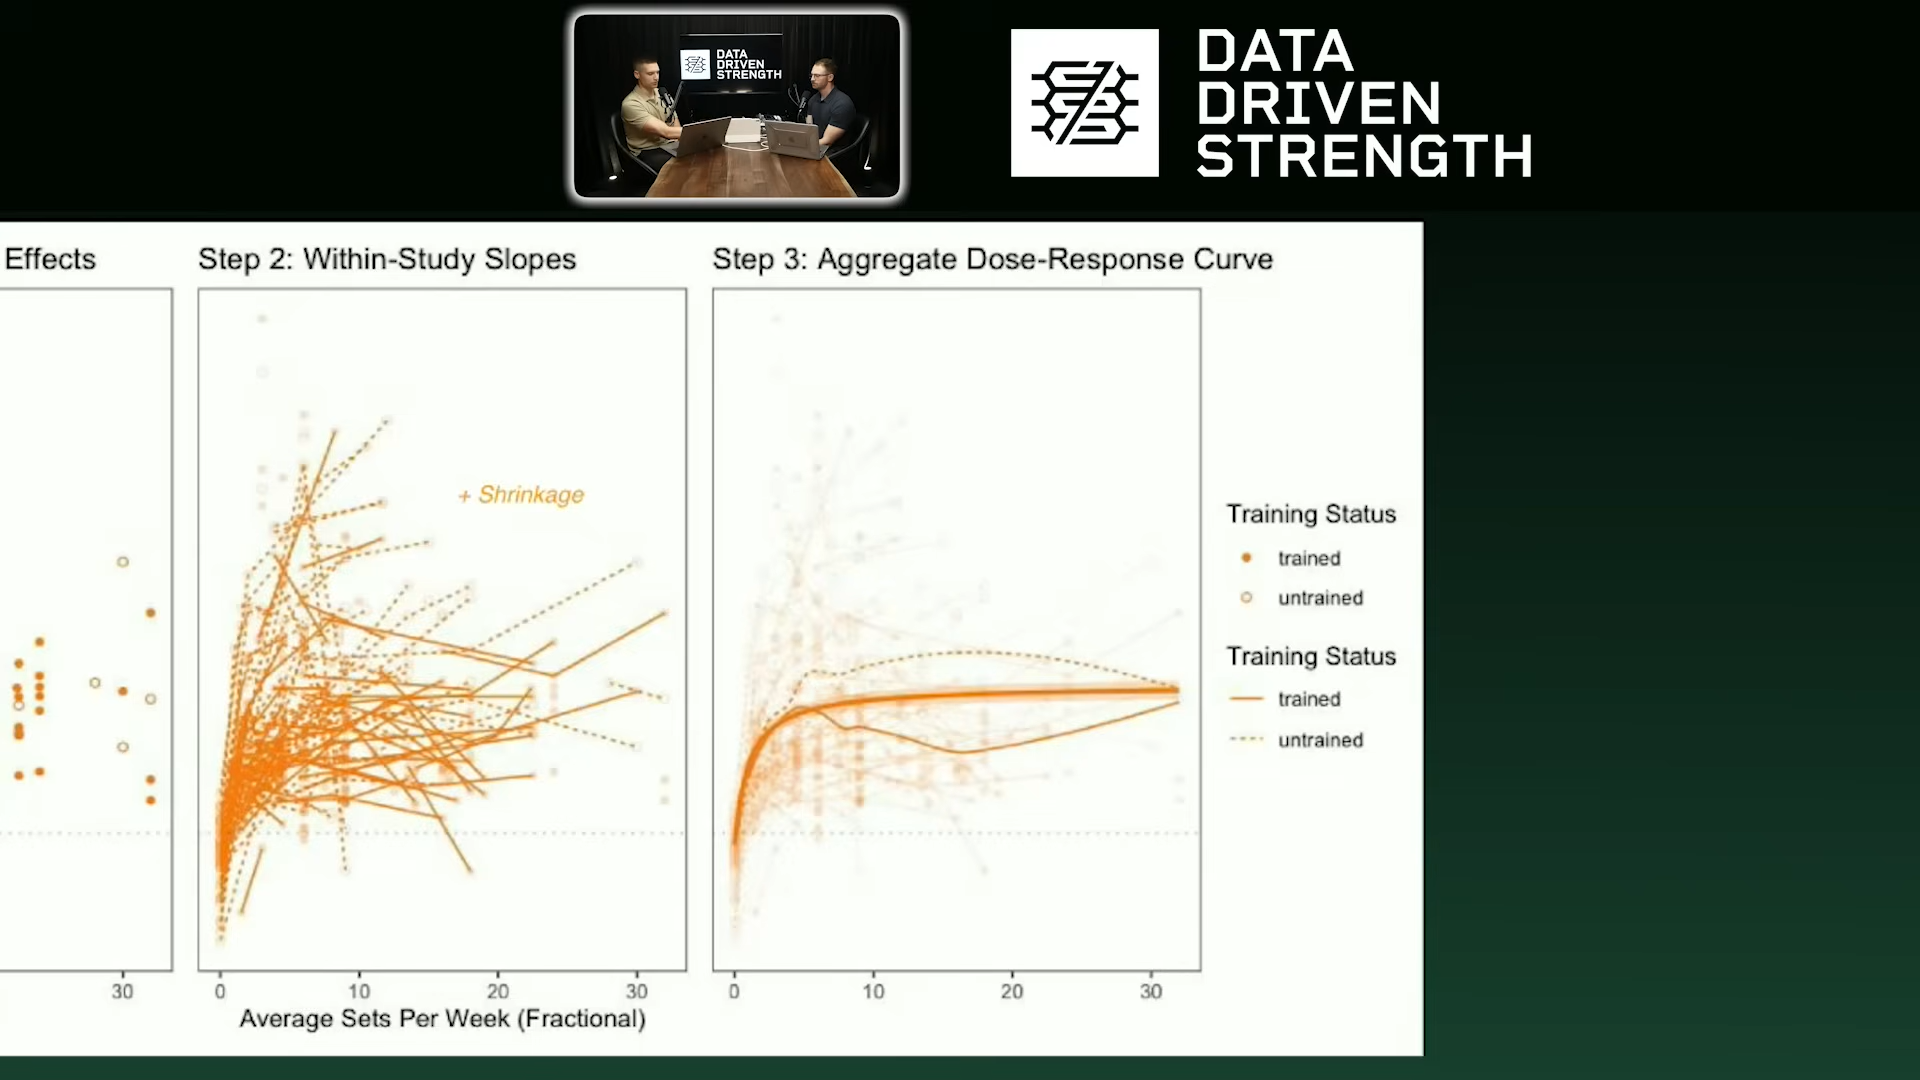 DATA
DRIVEN
STRENGTH
DATA
DRIVEN
STRENGTH
Effects
Step 2: Within-Study Slopes
Step 3: Aggregate Dose-Response Curve
+ Shrinkage
Training Status
trained
untrained
Training Status
trained
untrained
30
0 10 20 30
0 10 20 30
Average Sets Per Week (Fractional)